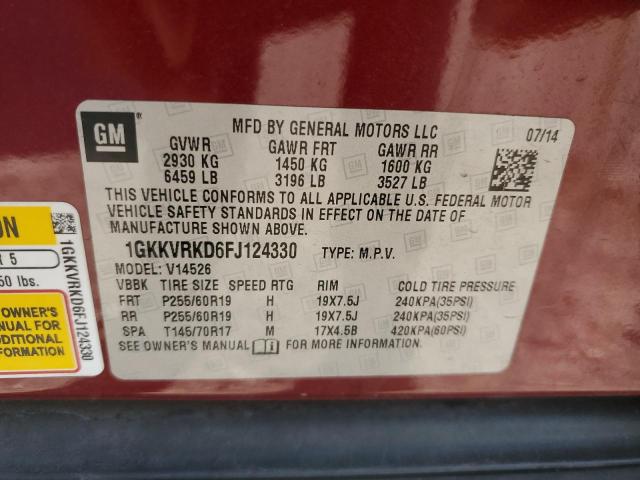 GM
MFD BY GENERAL MOTORS LLC
07/14
GVWR GAWR FRT GAWR RR
2930 KG 1450 KG 1600 KG
6459 LB 3196 LB 3527 LB
THIS VEHICLE CONFORMS TO ALL APPLICABLE U.S. FEDERAL MOTOR
VEHICLE SAFETY STANDARDS IN EFFECT ON THE DATE OF
MANUFACTURE SHOWN ABOVE.
1GKKVRKD6FJ124330 TYPE: M.P.V.
MODEL: V14526
VBBK TIRE SIZE SPEED RTG RIM COLD TIRE PRESSURE
FRT P255/60R19 H 19X7.5J 240KPA(35PSI)
RR P255/60R19 H 19X7.5J 240KPA(35PSI)
SPA T145/70R17 M 17X4.5B 420KPA(60PSI)
SEE OWNER'S MANUAL FOR MORE INFORMATION.
ON
R 5
50 lbs.
OWNER'S
MANUAL FOR
ADDITIONAL
1GKKVRKD6FJ124330